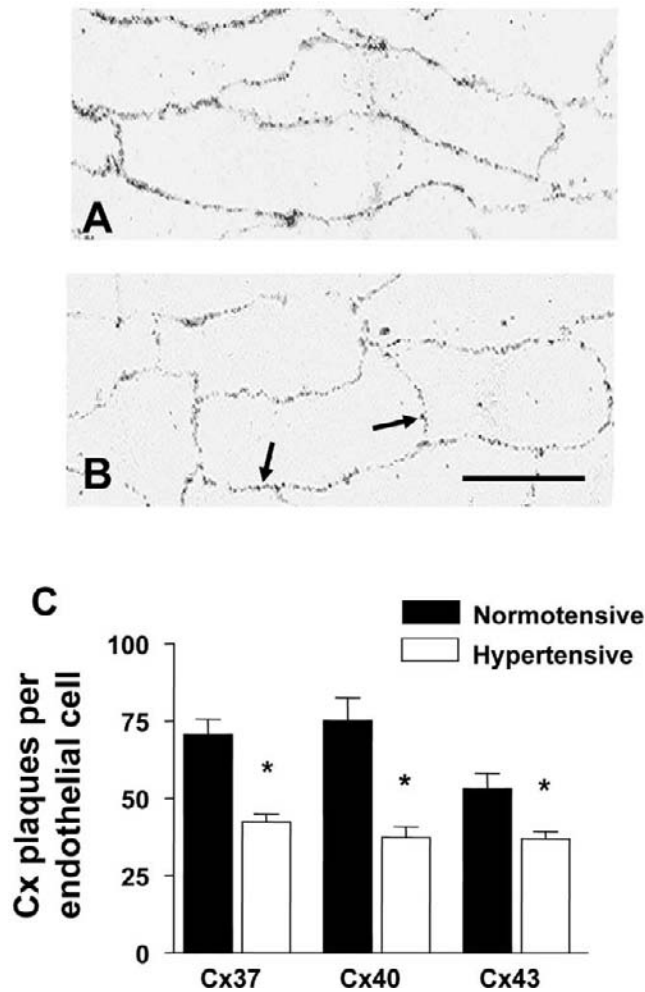 A
B
C
Normotensive
Hypertensive
Cx plaques per
endothelial cell
100
75
50
25
0
*
*
*
Cx37
Cx40
Cx43